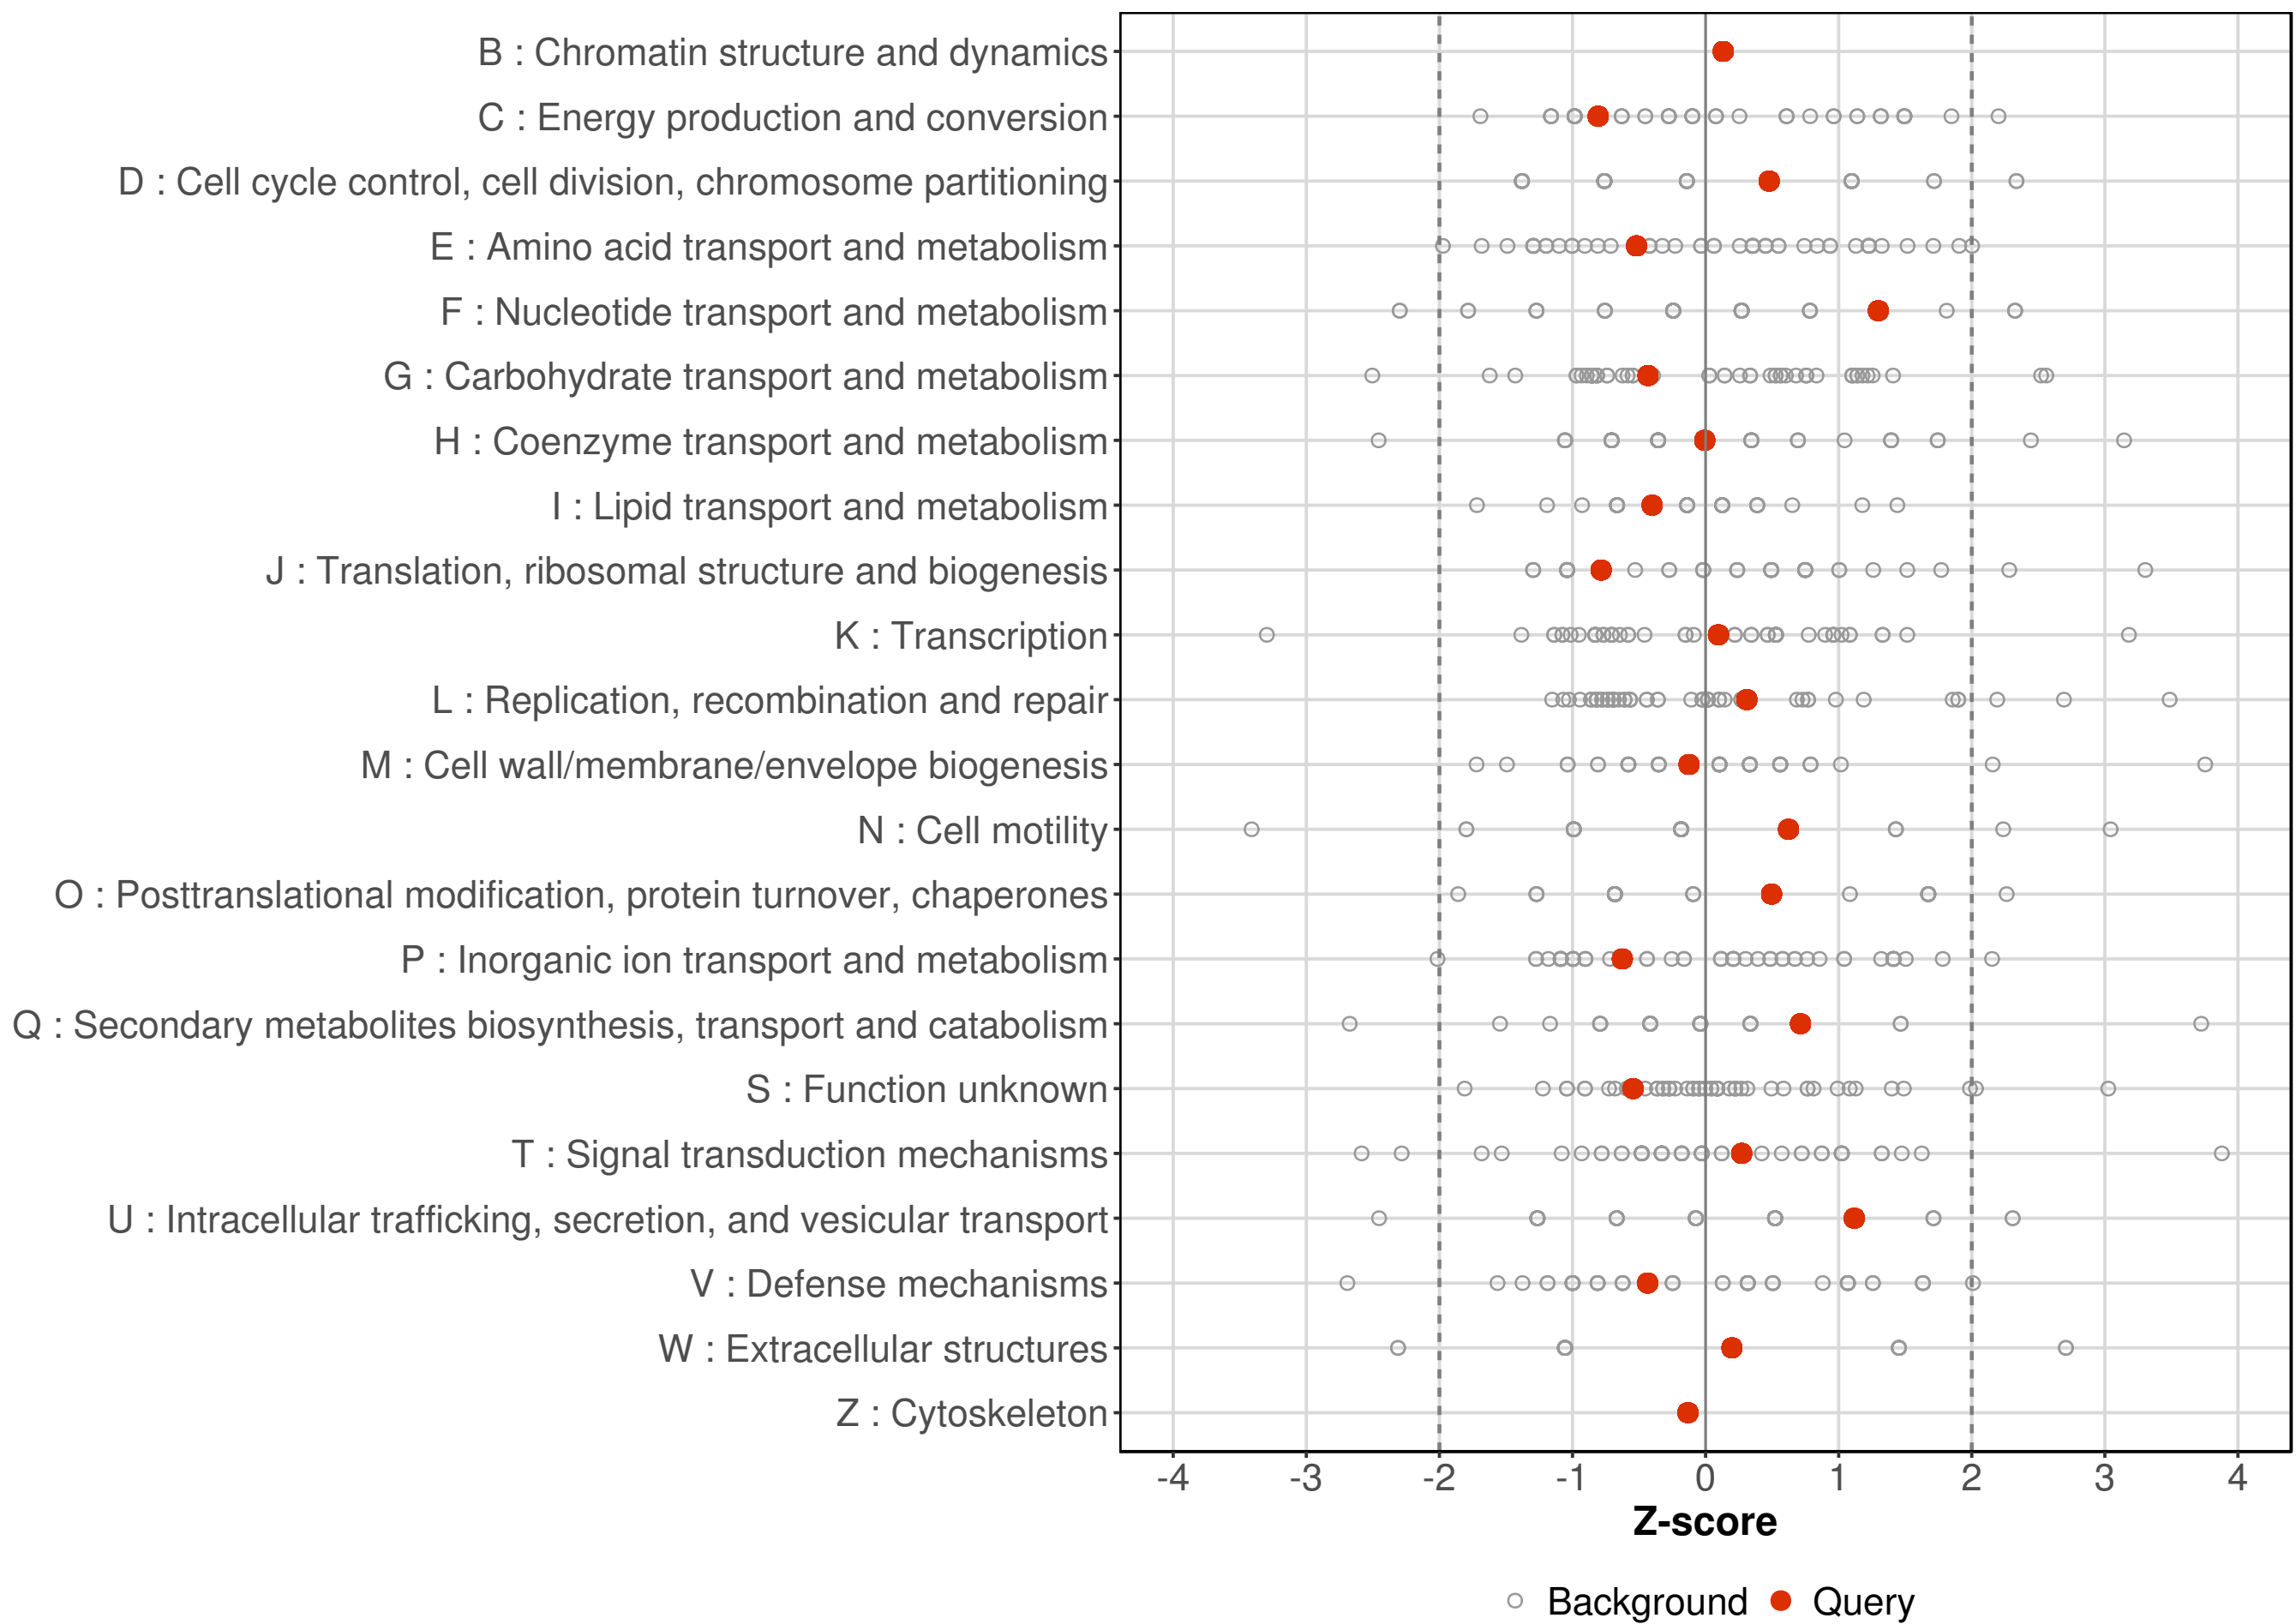 B : Chromatin structure and dynamics
C : Energy production and conversion
D : Cell cycle control, cell division, chromosome partitioning
E : Amino acid transport and metabolism
F : Nucleotide transport and metabolism
G : Carbohydrate transport and metabolism
H : Coenzyme transport and metabolism
I : Lipid transport and metabolism
J : Translation, ribosomal structure and biogenesis
K : Transcription
L : Replication, recombination and repair
M : Cell wall/membrane/envelope biogenesis
N : Cell motility
O : Posttranslational modification, protein turnover, chaperones
P : Inorganic ion transport and metabolism
Q : Secondary metabolites biosynthesis, transport and catabolism
S : Function unknown
T : Signal transduction mechanisms
U : Intracellular trafficking, secretion, and vesicular transport
V : Defense mechanisms
W : Extracellular structures
Z : Cytoskeleton
-4 -3 -2 -1 0 1 2 3 4
Z-score
Background Query